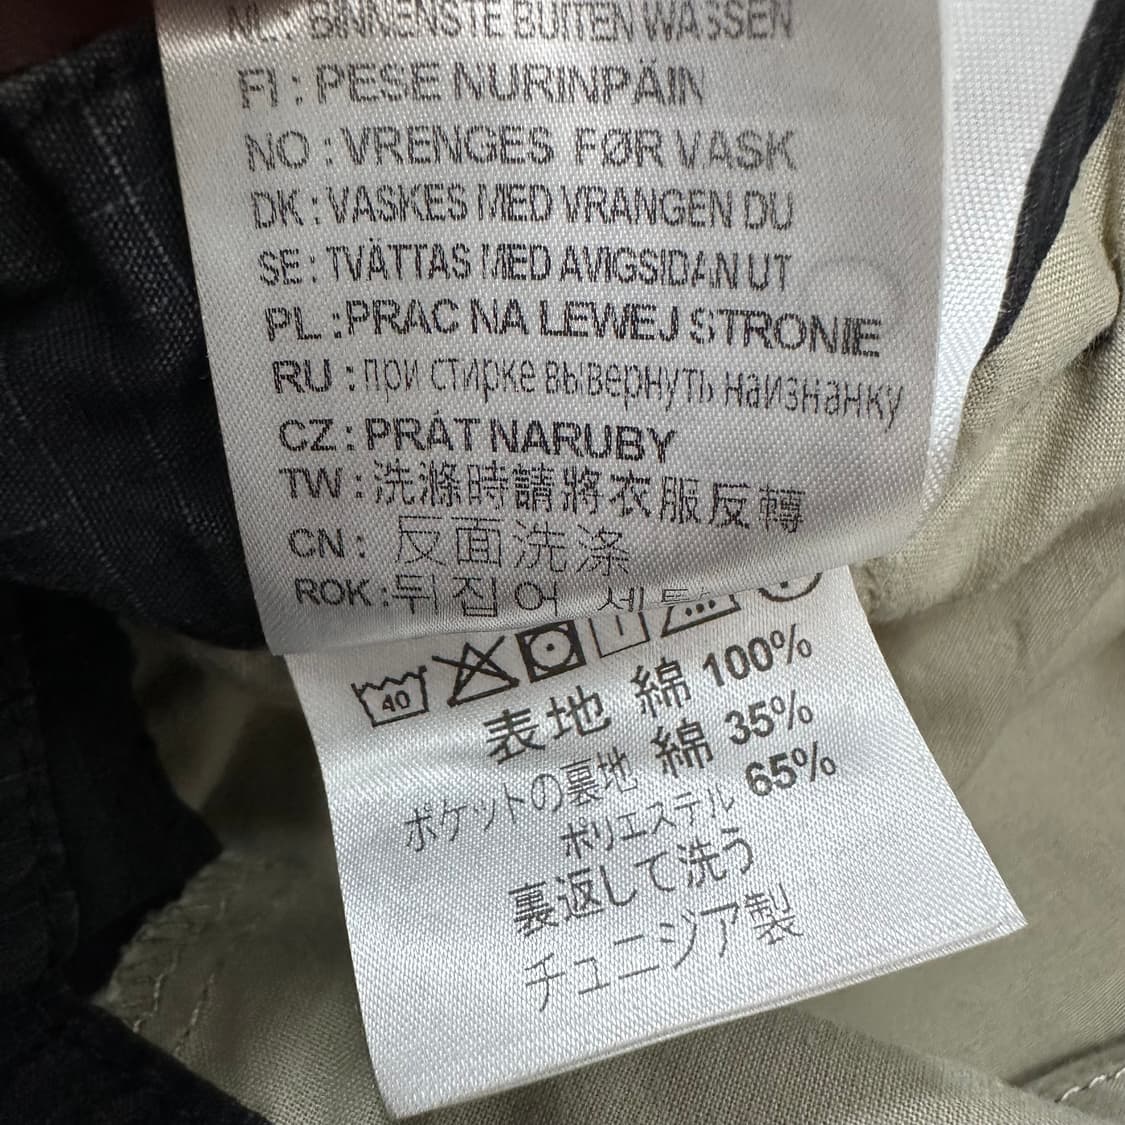 NL: BINNENSTE BUITEN WASSEN
FI : PESE NURINPÄIN
NO : VRENGES FØR VASK
DK : VASKES MED VRANGEN DU
SE : TVÄTTAS MED AVIGSIDAN UT
PL :PRAC NA LEWEJ STRONIE
RU : при стирке вывернуть наизнанку
CZ : PRÁT NARUBY
TW : 洗滌時請將衣服反轉
CN : 反面洗涤
ROK : 뒤집어 세탁
40
表地 綿 100%
ポケットの裏地 綿 35%
ポリエステル 65%
裏返して洗う
チュニジア製